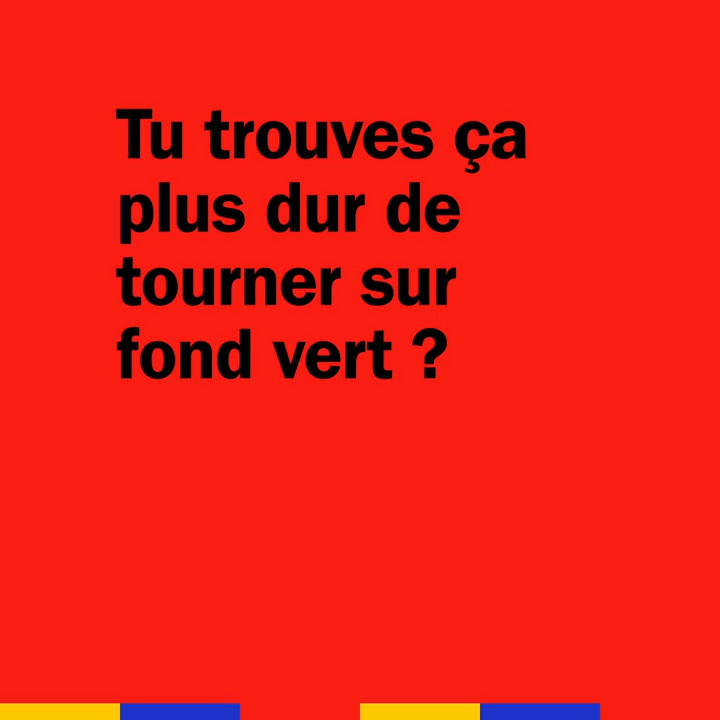 Tu trouves ça
plus dur de
tourner sur
fond vert ?